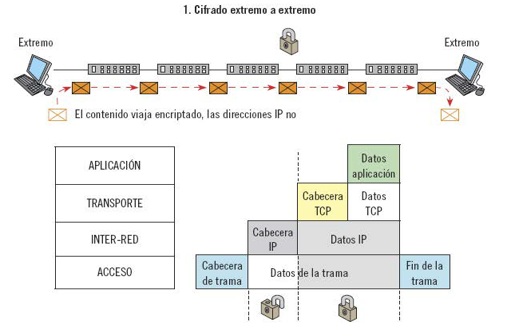 1. Cifrado extremo a extremo
Extremo
Extremo
El contenido viaja encriptado, las direcciones IP no
APLICACIÓN
Datos
aplicación
TRANSPORTE
Cabecera
TCP
Datos
TCP
INTER-RED
Cabecera
IP
Datos IP
ACCESO
Cabecera
de trama
Datos de la trama
Fin de la
trama